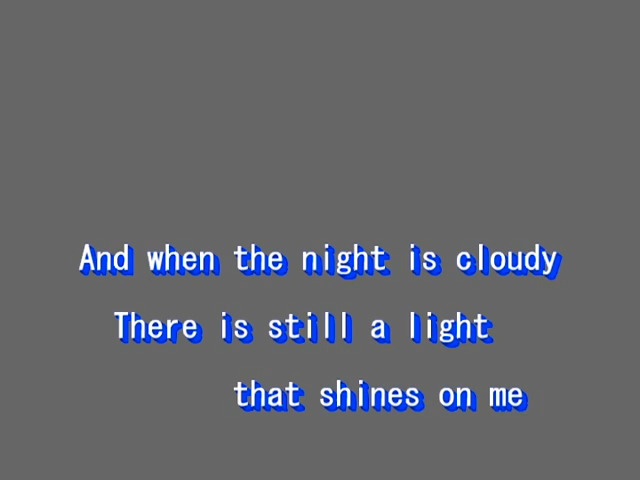 And when the night is cloudy
There is still a light
that shines on me